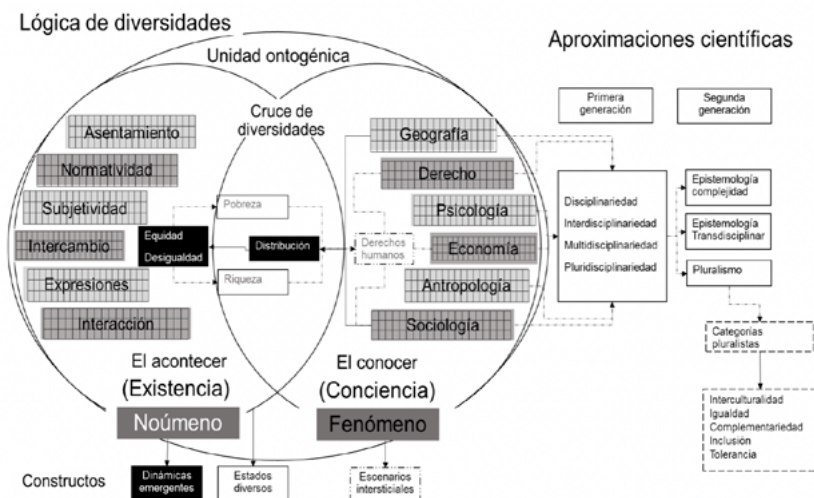 Lógica de diversidades
Unidad ontogénica
Cruce de
diversidades
Asentamiento
Normatividad
Subjetividad
Intercambio
Expresiones
Interacción
Pobreza
Equidad
Desigualdad
Distribución
Riqueza
Derechos
humanos
Geografía
Derecho
Psicología
Economía
Antropología
Sociología
El acontecer
(Existencia)
Noúmeno
El conocer
(Conciencia)
Fenómeno
Constructos
Dinámicas
emergentes
Estados
diversos
Escenarios
intersticiales
Aproximaciones científicas
Primera
generación
Segunda
generación
Disciplinariedad
Interdisciplinariedad
Multidisciplinariedad
Pluridisciplinariedad
Epistemología
complejidad
Epistemología
Transdisciplinar
Pluralismo
Categorías
pluralistas
Interculturalidad
Igualdad
Complementariedad
Inclusión
Tolerancia